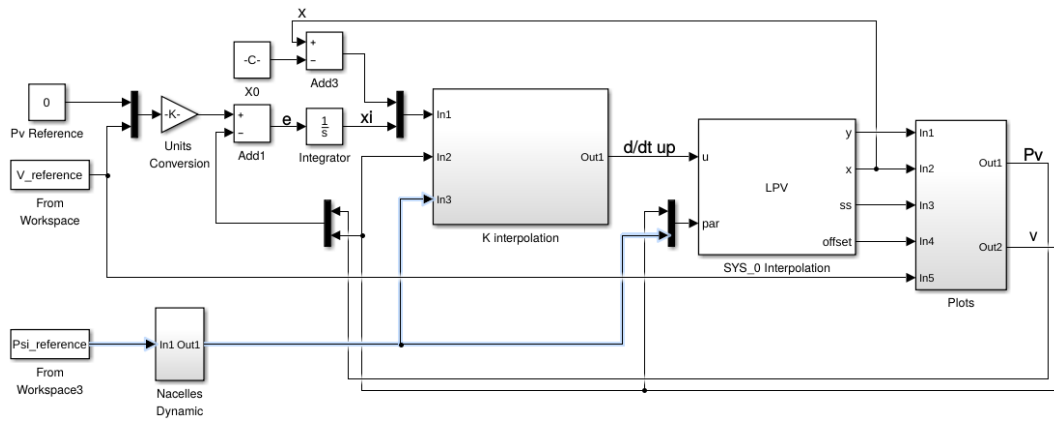 x
+
−
-C-
X0
Add3
0
Pv Reference
-K-
Units
Conversion
+
−
Add1
e
1
s
Integrator
xi
In1
In2
In3
Out1
K interpolation
d/dt up
V_reference
From
Workspace
u
par
LPV
y
x
ss
offset
SYS_0 Interpolation
In1
In2
In3
In4
In5
Out1
Out2
Plots
Pv
v
Psi_reference
From
Workspace3
In1 Out1
Nacelles
Dynamic